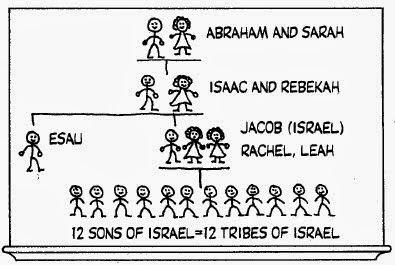 ABRAHAM AND SARAH
ISAAC AND REBEKAH
ESAU
JACOB (ISRAEL)
RACHEL, LEAH
12 SONS OF ISRAEL=12 TRIBES OF ISRAEL